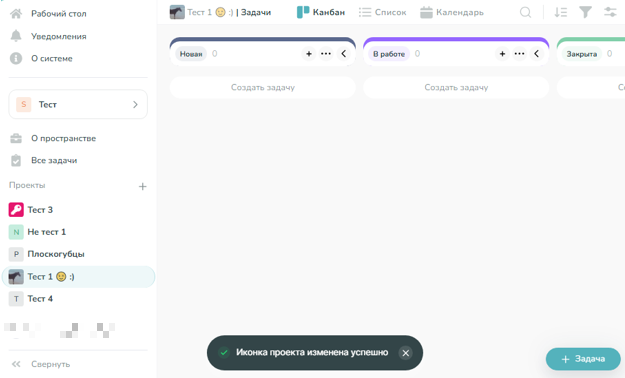 Рабочий стол
Уведомления
О системе
S Тест
О пространстве
Все задачи
Проекты
Тест 3
N Не тест 1
P Плоскогубцы
Тест 1 🙂 :)
T Тест 4
Свернуть
Тест 1 🙂 :) | Задачи Канбан Список Календарь
Новая 0
В работе 0
Закрыта 0
Создать задачу
Создать задачу
Со
Иконка проекта изменена успешно
+ Задача